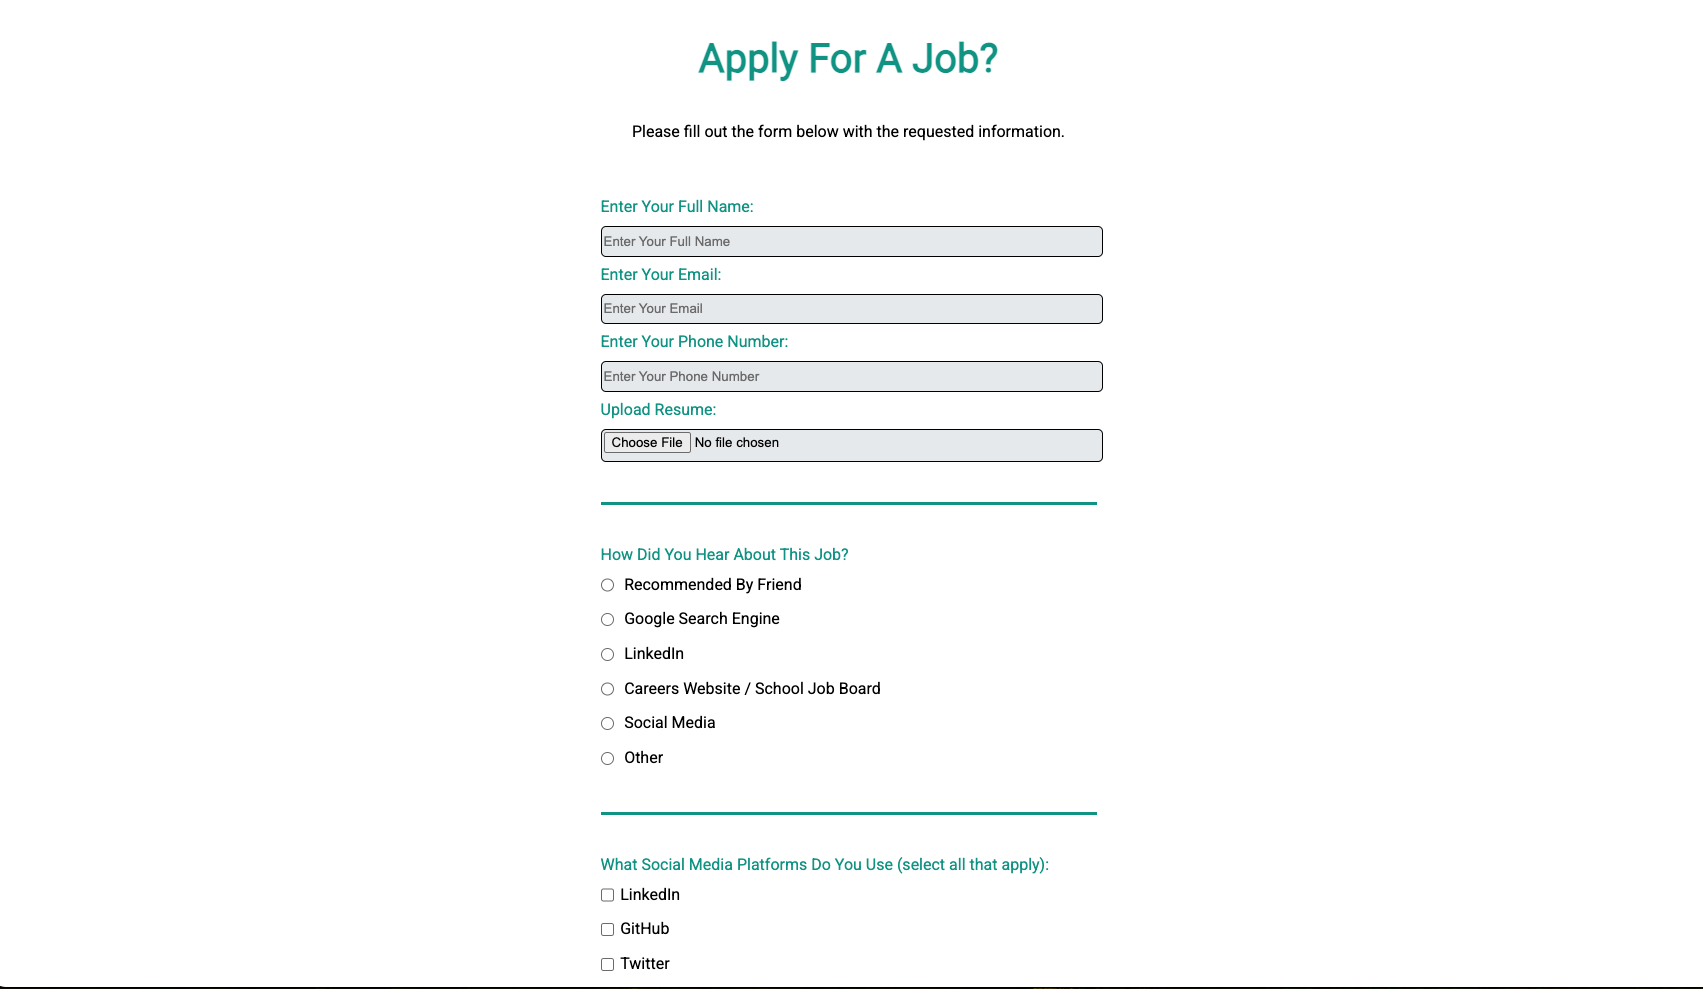 Apply For A Job?
Please fill out the form below with the requested information.
Enter Your Full Name:
Enter Your Full Name
Enter Your Email:
Enter Your Email
Enter Your Phone Number:
Enter Your Phone Number
Upload Resume:
Choose File No file chosen
How Did You Hear About This Job?
Recommended By Friend
Google Search Engine
LinkedIn
Careers Website / School Job Board
Social Media
Other
What Social Media Platforms Do You Use (select all that apply):
LinkedIn
GitHub
Twitter